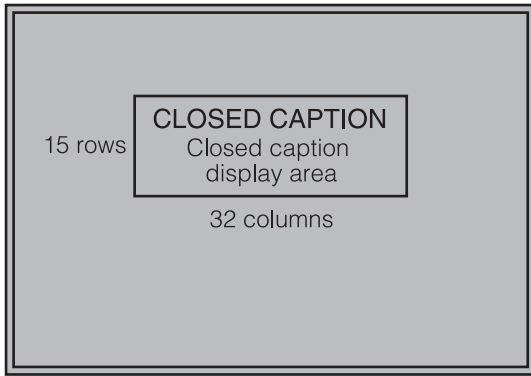 CLOSED CAPTION
15 rows
Closed caption
display area
32 columns